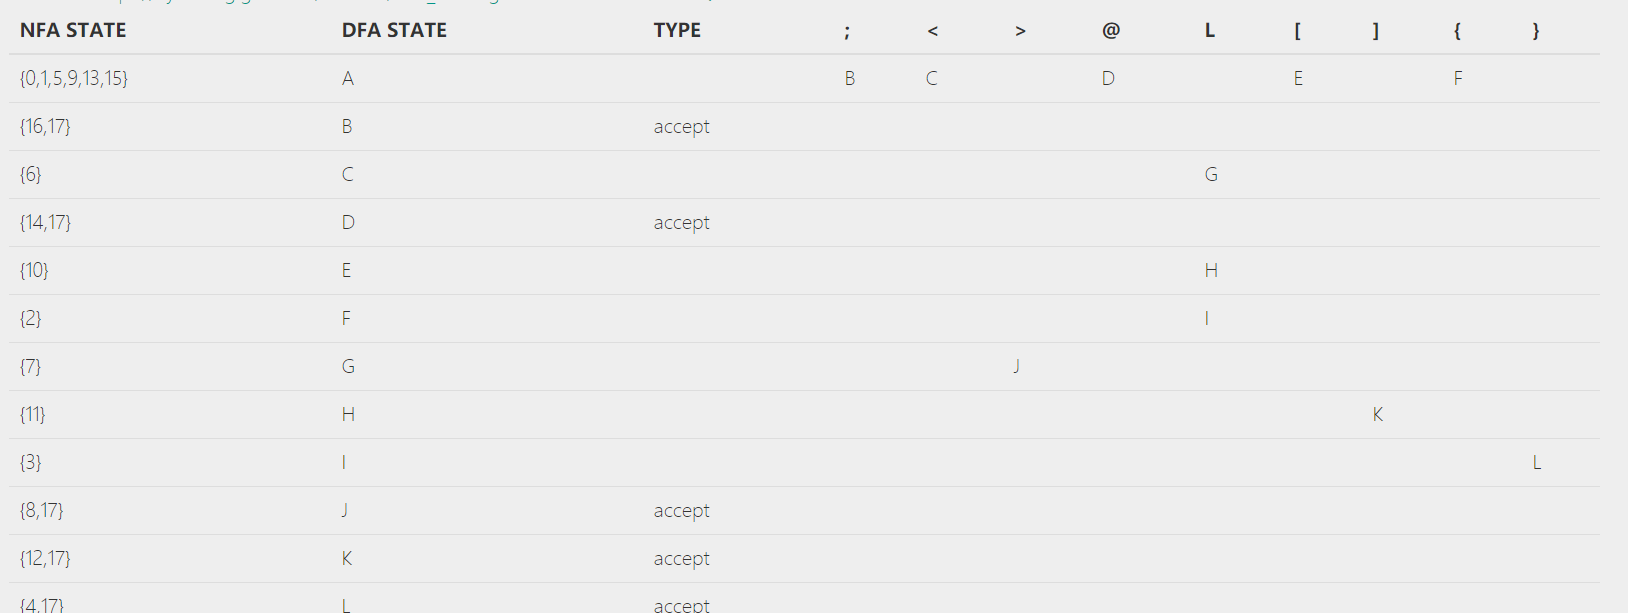 NFA STATE DFA STATE TYPE ; < > @ L [ ] { }
{0,1,5,9,13,15} A B C D E F
{16,17} B accept
{6} C G
{14,17} D accept
{10} E H
{2} F I
{7} G J
{11} H K
{3} I L
{8,17} J accept
{12,17} K accept
{4,17} L accept